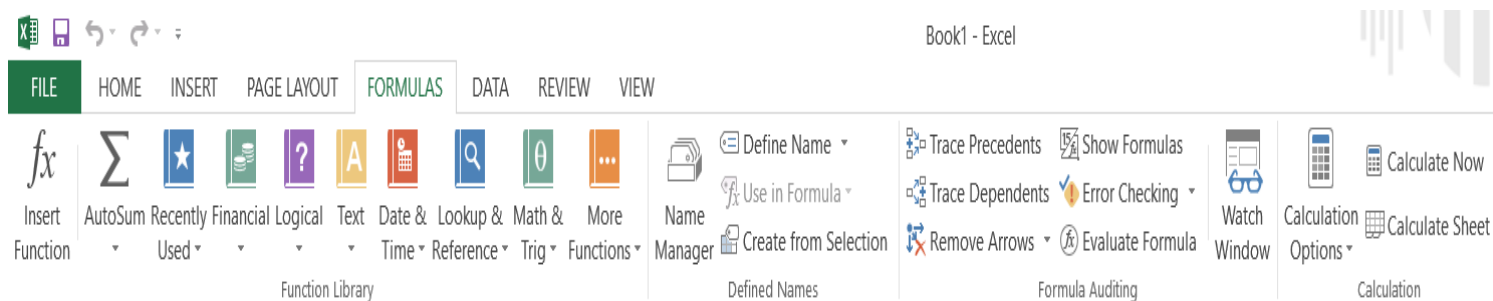 Book1 - Excel
FILE HOME INSERT PAGE LAYOUT FORMULAS DATA REVIEW VIEW
fx
Insert Function
Σ
AutoSum
Recently Used
Financial
?
Logical
A
Text
Date & Time
Lookup & Reference
θ
Math & Trig
More Functions
Function Library
Name Manager
Define Name
Use in Formula
Create from Selection
Defined Names
Trace Precedents
Trace Dependents
Remove Arrows
Show Formulas
Error Checking
Evaluate Formula
Watch Window
Formula Auditing
Calculation Options
Calculate Now
Calculate Sheet
Calculation